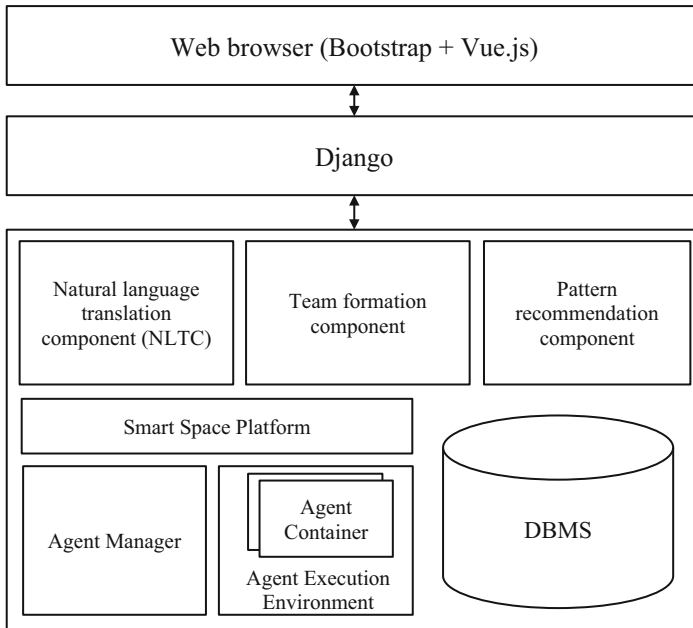 Web browser (Bootstrap + Vue.js)
Django
Natural language
translation
component (NLTC)
Team formation
component
Pattern
recommendation
component
Smart Space Platform
Agent Manager
Agent
Container
Agent Execution
Environment
DBMS